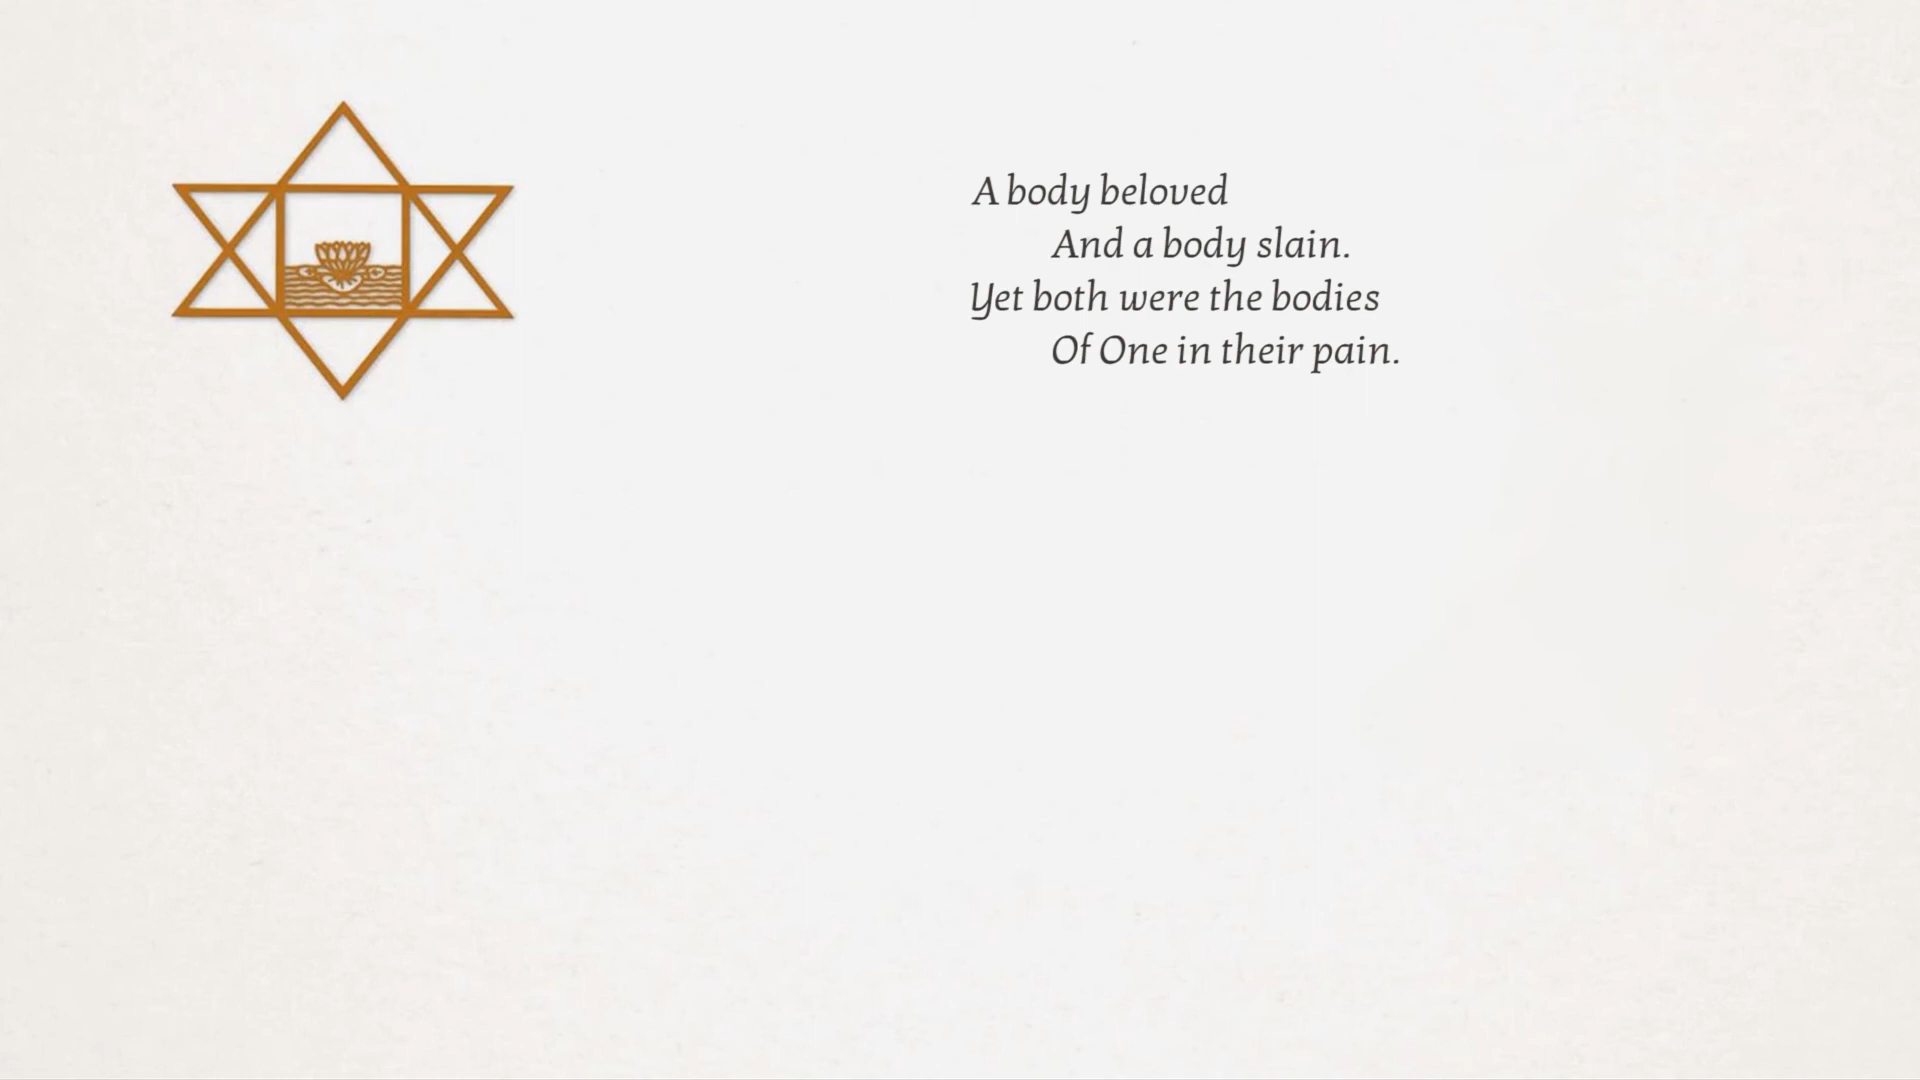 A body beloved
And a body slain.
Yet both were the bodies
Of One in their pain.